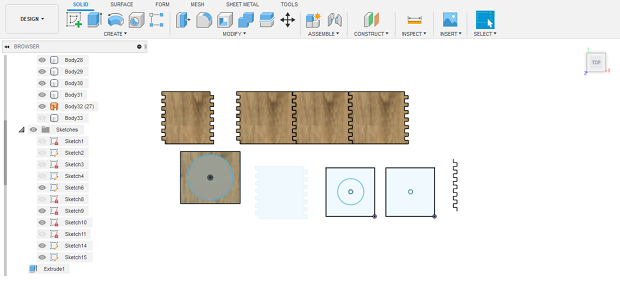 SOLID SURFACE FORM MESH SHEET METAL TOOLS
DESIGN
CREATE MODIFY ASSEMBLE CONSTRUCT INSPECT INSERT SELECT
BROWSER
TOP
Body28
Body29
Body30
Body31
Body32 (27)
Body33
Sketches
Sketch1
Sketch2
Sketch3
Sketch4
Sketch6
Sketch8
Sketch9
Sketch10
Sketch11
Sketch14
Sketch15
Extrude1